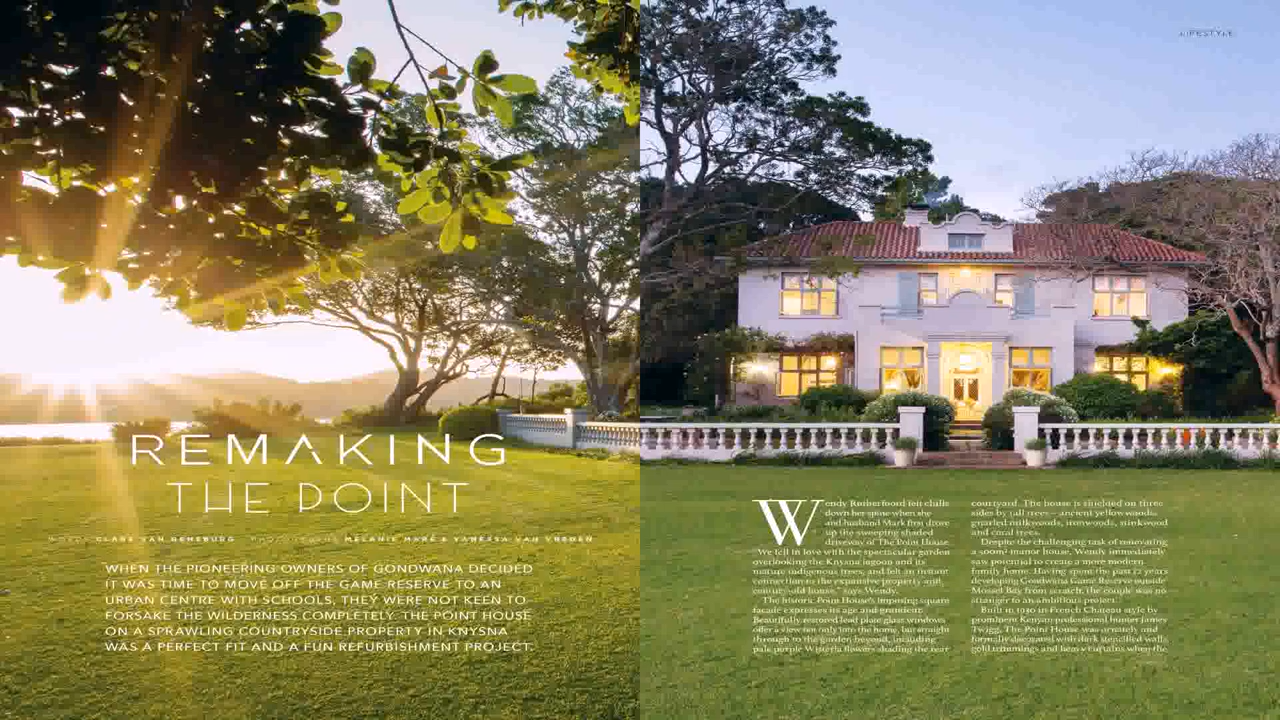 LIFESTYLE
REMAKING
THE POINT
WORDS CLARE VAN RENSBURG PHOTOGRAPHS MELANIE MARÉ & VANESSA VAN VREDEN
WHEN THE PIONEERING OWNERS OF GONDWANA DECIDED
IT WAS TIME TO MOVE OFF THE GAME RESERVE TO AN
URBAN CENTRE WITH SCHOOLS, THEY WERE NOT KEEN TO
FORSAKE THE WILDERNESS COMPLETELY. THE POINT HOUSE
ON A SPRAWLING COUNTRYSIDE PROPERTY IN KNYSNA
WAS A PERFECT FIT AND A FUN REFURBISHMENT PROJECT.
Wendy Rutherfoord felt chills
down her spine when she
and husband Mark first drove
up the sweeping shaded
driveway of The Point House.
"We fell in love with the spectacular garden
overlooking the Knysna lagoon and its
mature indigenous trees, and felt an instant
connection to the expansive property and
century-old house," says Wendy.
The historic Point House's imposing square
facade expresses its age and grandeur.
Beautifully restored lead plate glass windows
offer a view not only into the home, but straight
through to the garden beyond, including
pale purple Wisteria flowers shading the rear
courtyard. The house is shielded on three
sides by tall trees – ancient yellow woods,
gnarled milkwoods, ironwoods, stinkwood
and coral trees.
Despite the challenging task of renovating
a 800m² manor house, Wendy immediately
saw potential to create a more modern
family home. Having spent the past 12 years
developing Gondwana Game Reserve outside
Mossel Bay from scratch, the couple was no
stranger to an ambitious project.
Built in 1930 in French Chateau style by
prominent Kenyan professional hunter James
Twigg, The Point House was ornately and
formally decorated with dark stencilled walls,
gold trimmings and heavy curtains when the